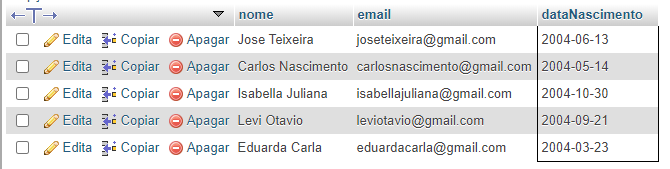 nome email dataNascimento
Edita Copiar Apagar Jose Teixeira joseteixeira@gmail.com 2004-06-13
Edita Copiar Apagar Carlos Nascimento carlosnascimento@gmail.com 2004-05-14
Edita Copiar Apagar Isabella Juliana isabellajuliana@gmail.com 2004-10-30
Edita Copiar Apagar Levi Otavio leviotavio@gmail.com 2004-09-21
Edita Copiar Apagar Eduarda Carla eduardacarla@gmail.com 2004-03-23